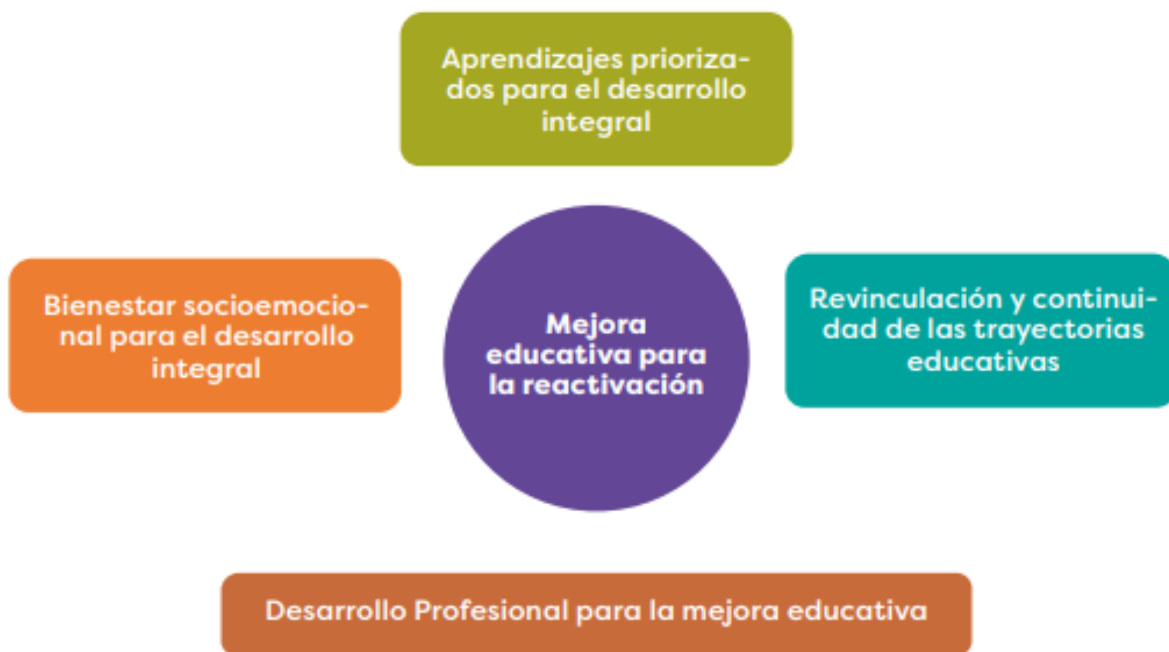 Aprendizajes prioriza-
dos para el desarrollo
integral
Bienestar socioemocio-
nal para el desarrollo
integral
Mejora
educativa para
la reactivación
Revinculación y continui-
dad de las trayectorias
educativas
Desarrollo Profesional para la mejora educativa